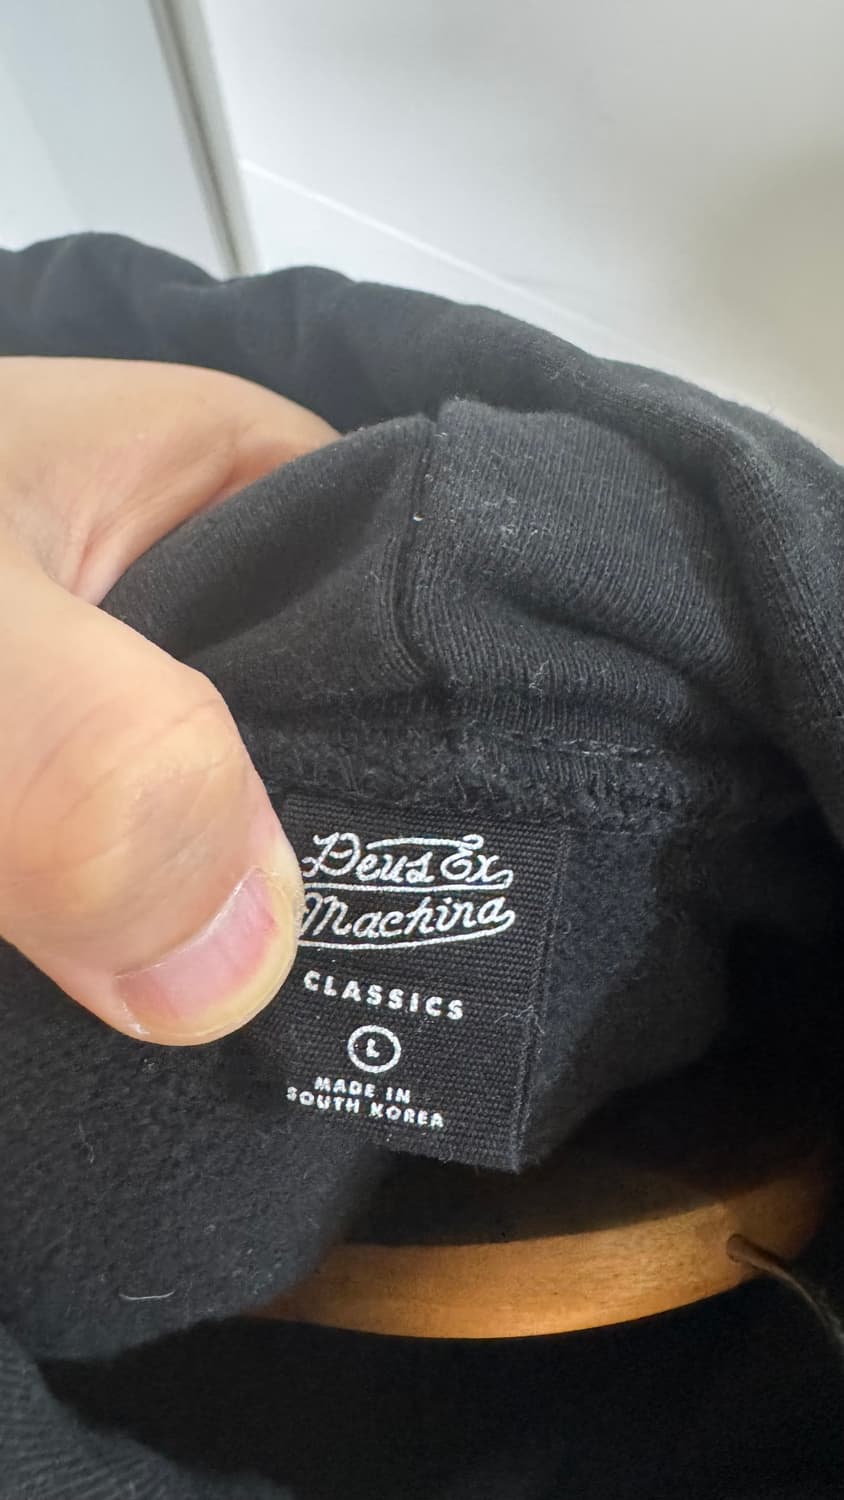 Deus Ex
Machina
CLASSICS
L
MADE IN
SOUTH KOREA